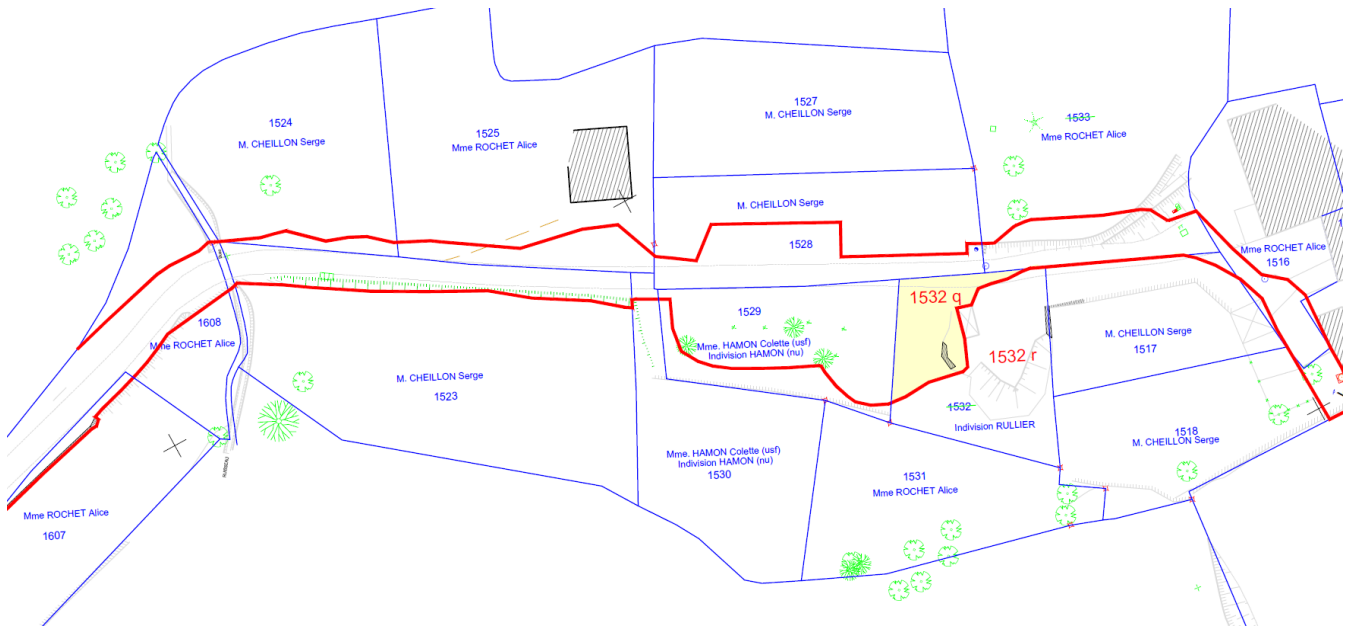 1524
M. CHEILLON Serge
1525
Mme ROCHET Alice
1527
M. CHEILLON Serge
1533
Mme ROCHET Alice
M. CHEILLON Serge
1528
Mme ROCHET Alice
1516
1608
Mme ROCHET Alice
M. CHEILLON Serge
1523
1529
Mme. HAMON Colette (usf)
Indivision HAMON (nu)
1532 q
1532 r
1532
Indivision RULLIER
M. CHEILLON Serge
1517
1518
M. CHEILLON Serge
Mme. HAMON Colette (usf)
Indivision HAMON (nu)
1530
1531
Mme ROCHET Alice
RUISSEAU
Mme ROCHET Alice
1607